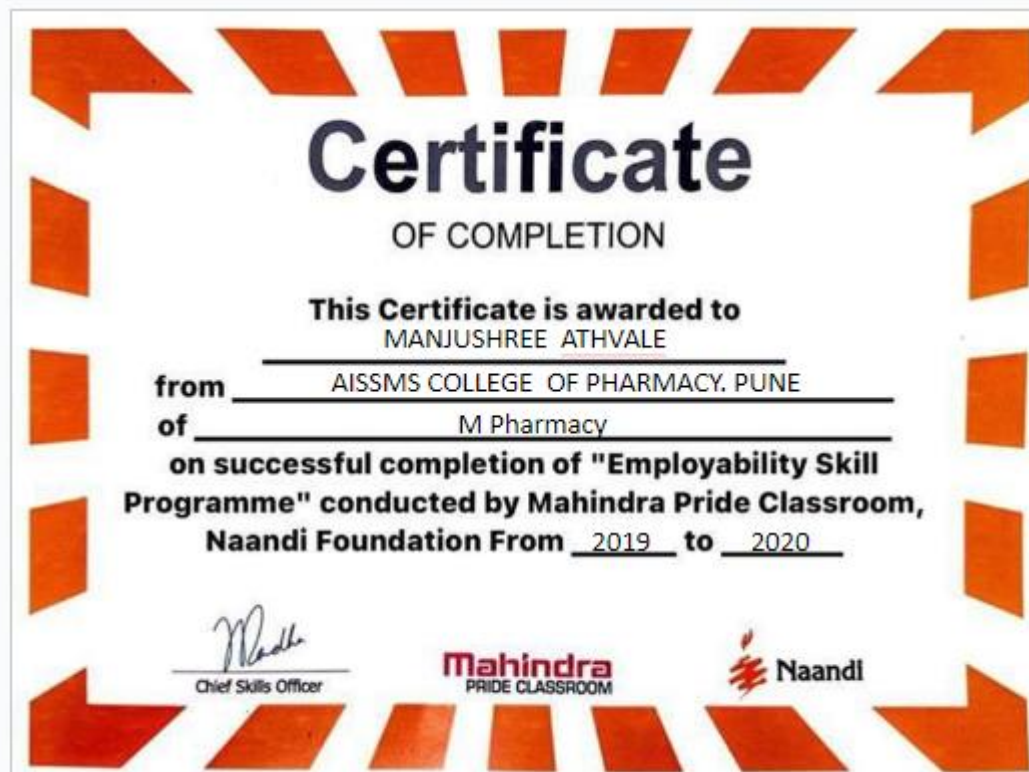 Certificate
OF COMPLETION
This Certificate is awarded to
MANJUSHREE ATHVALE
from AISSMS COLLEGE OF PHARMACY. PUNE
of M Pharmacy
on successful completion of "Employability Skill
Programme" conducted by Mahindra Pride Classroom,
Naandi Foundation From 2019 to 2020
Chief Skills Officer
Mahindra
PRIDE CLASSROOM
Naandi